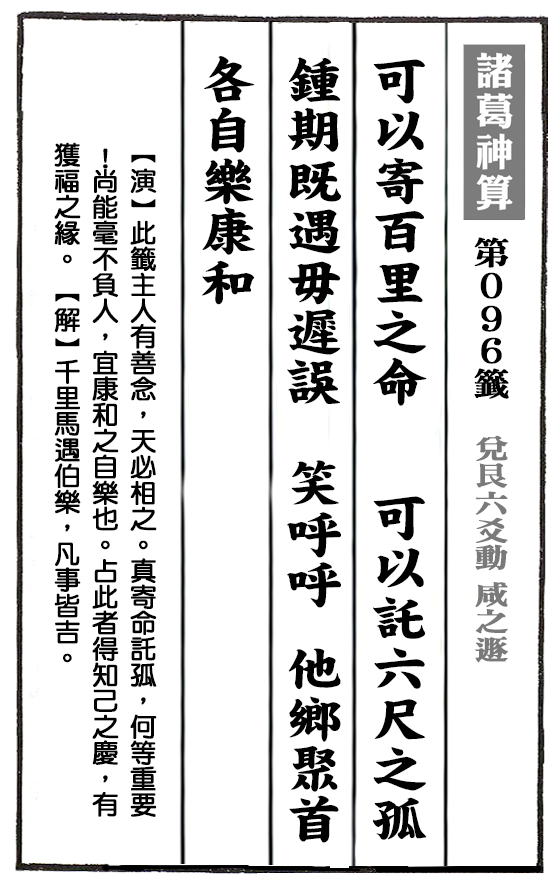 諸葛神算 第096籤 兌艮六爻動 咸之遯
可以寄百里之命 可以託六尺之孤
鍾期既遇毋遲誤 笑呼呼 他鄉聚首
各自樂康和
【演】此籤主人有善念，天必相之。真寄命託孤，何等重要
！尚能毫不負人，宜康和之自樂也。占此者得知己之慶，有
獲福之緣。【解】千里馬遇伯樂，凡事皆吉。